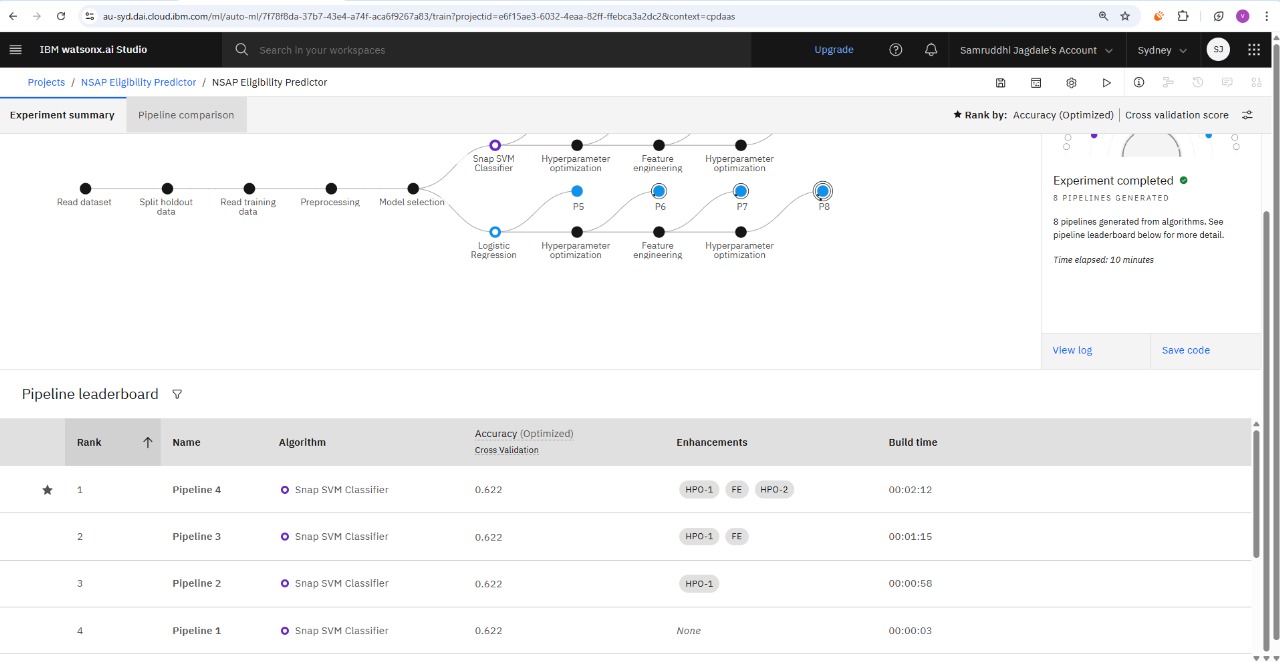 au-syd.dai.cloud.ibm.com/ml/auto-ml/7f78f8da-37b7-43e4-a74f-aca6f9267a83/train?projectid=e6f15ae3-6032-4eaa-82ff-ffebca3a2dc2&context=cpdaas
V
IBM watsonx.ai Studio
Search in your workspaces
Upgrade
Samruddhi Jagdale's Account
Sydney
SJ
Projects / NSAP Eligibility Predictor / NSAP Eligibility Predictor
Experiment summary
Pipeline comparison
Rank by: Accuracy (Optimized) | Cross validation score
Snap SVM Classifier
Hyperparameter optimization
Feature engineering
Hyperparameter optimization
Read dataset
Split holdout data
Read training data
Preprocessing
Model selection
P5
P6
P7
P8
Logistic Regression
Hyperparameter optimization
Feature engineering
Hyperparameter optimization
Experiment completed
8 PIPELINES GENERATED
8 pipelines generated from algorithms. See
pipeline leaderboard below for more detail.
Time elapsed: 10 minutes
View log
Save code
Pipeline leaderboard
Rank Name Algorithm Accuracy (Optimized) Cross Validation Enhancements Build time
1 Pipeline 4 Snap SVM Classifier 0.622 HPO-1 FE HPO-2 00:02:12
2 Pipeline 3 Snap SVM Classifier 0.622 HPO-1 FE 00:01:15
3 Pipeline 2 Snap SVM Classifier 0.622 HPO-1 00:00:58
4 Pipeline 1 Snap SVM Classifier 0.622 None 00:00:03